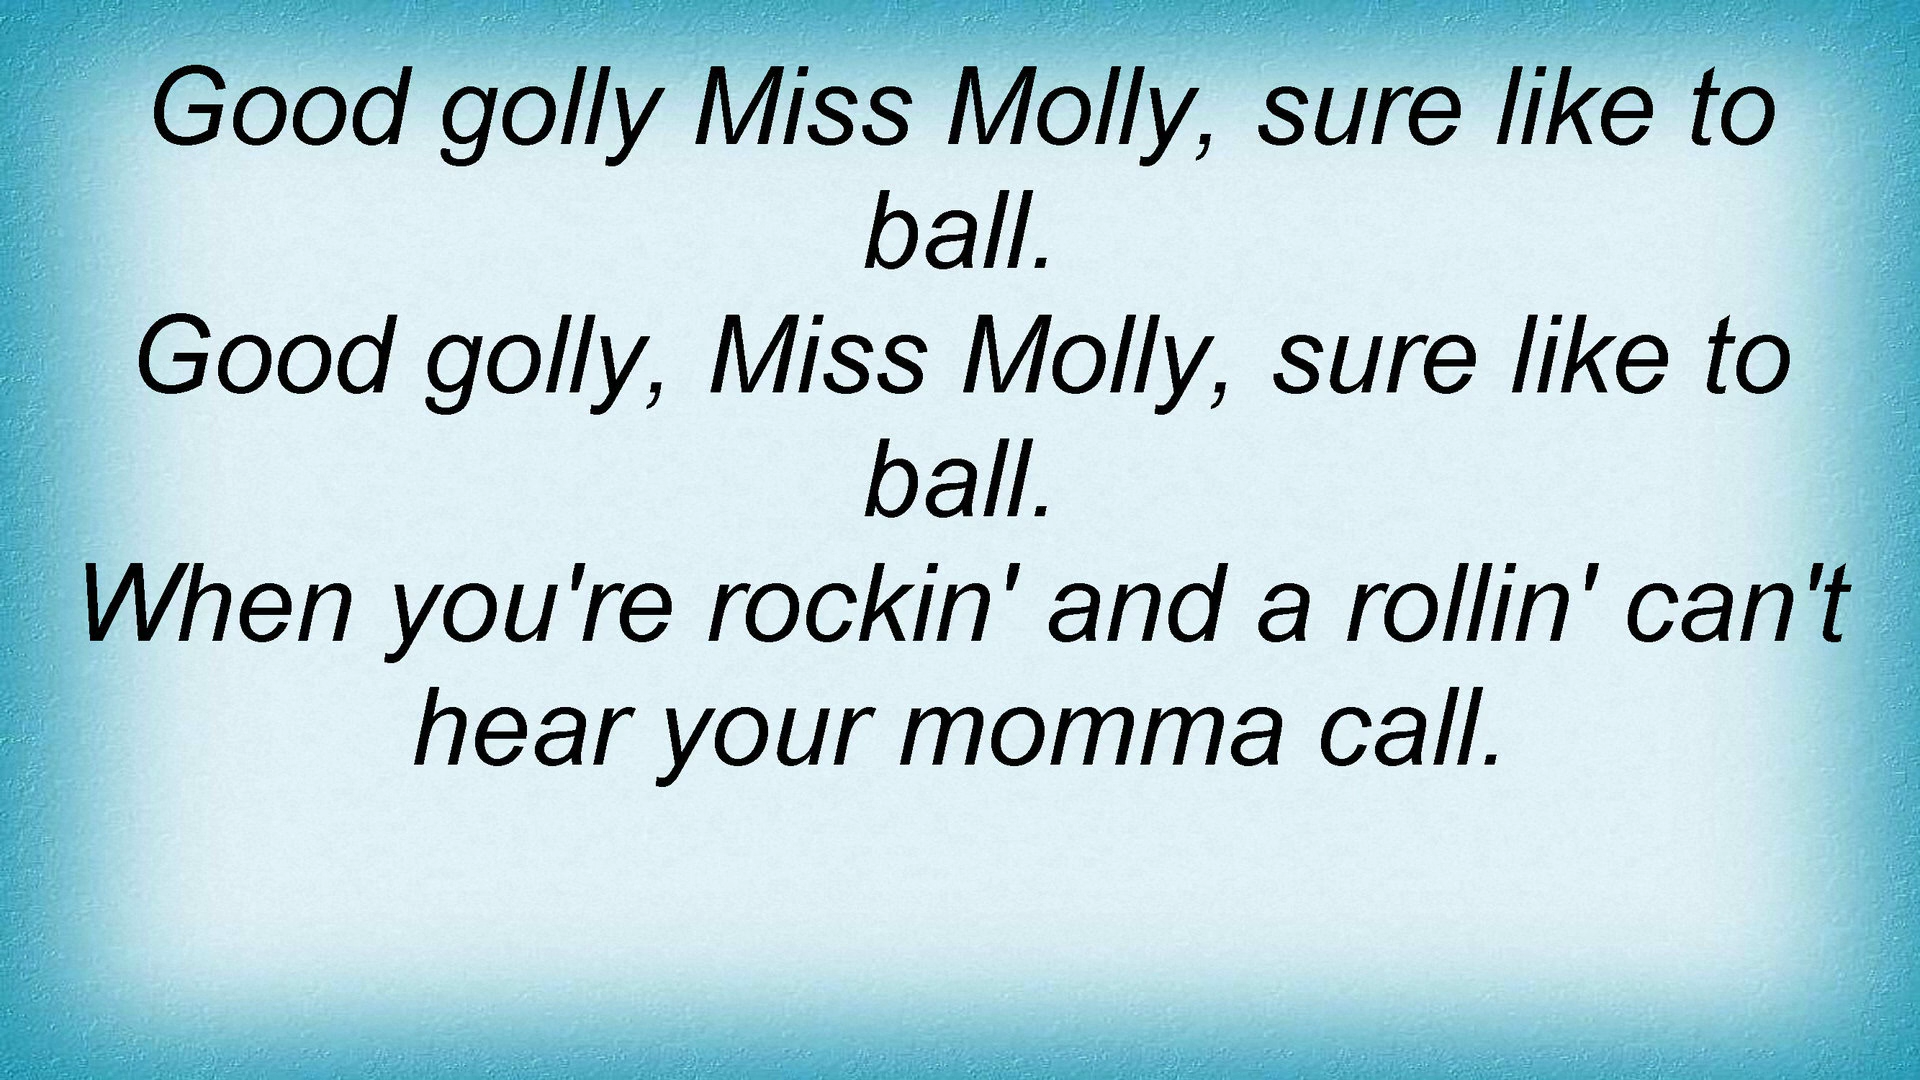 Good golly Miss Molly, sure like to
ball.
Good golly, Miss Molly, sure like to
ball.
When you're rockin' and a rollin' can't
hear your momma call.